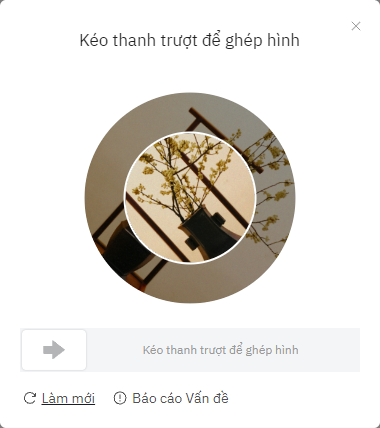 Kéo thanh trượt để ghép hình
Kéo thanh trượt để ghép hình
Làm mới
Báo cáo Vấn đề